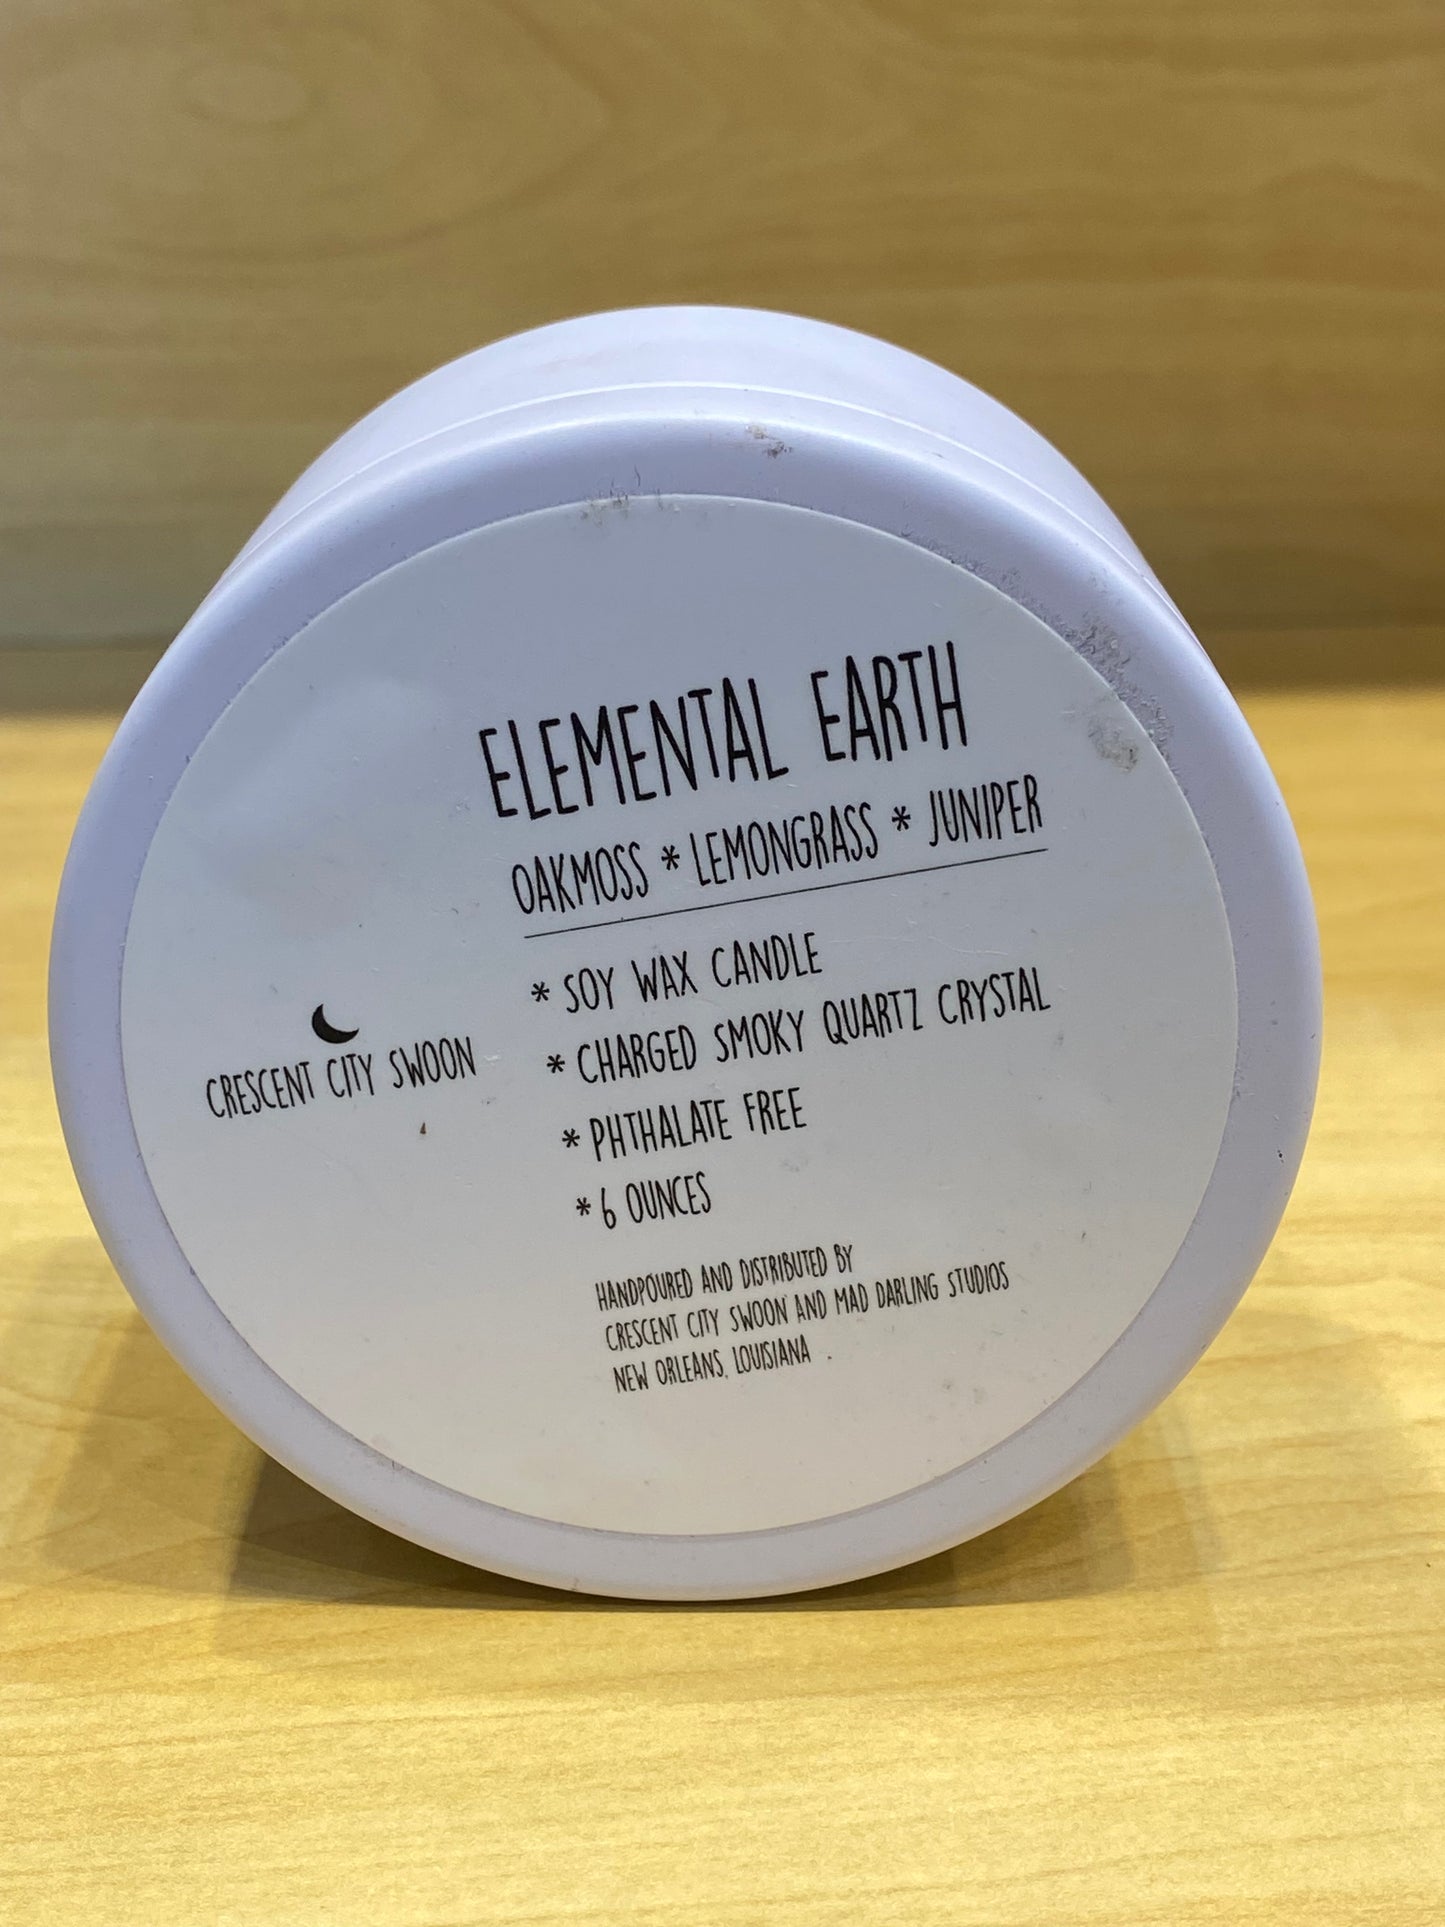 ELEMENTAL EARTH
OAKMOSS * LEMONGRASS * JUNIPER
* SOY WAX CANDLE
* CHARGED SMOKY QUARTZ CRYSTAL
* PHTHALATE FREE
* 6 OUNCES
CRESCENT CITY SWOON
HANDPOURED AND DISTRIBUTED BY
CRESCENT CITY SWOON AND MAD DARLING STUDIOS
NEW ORLEANS, LOUISIANA